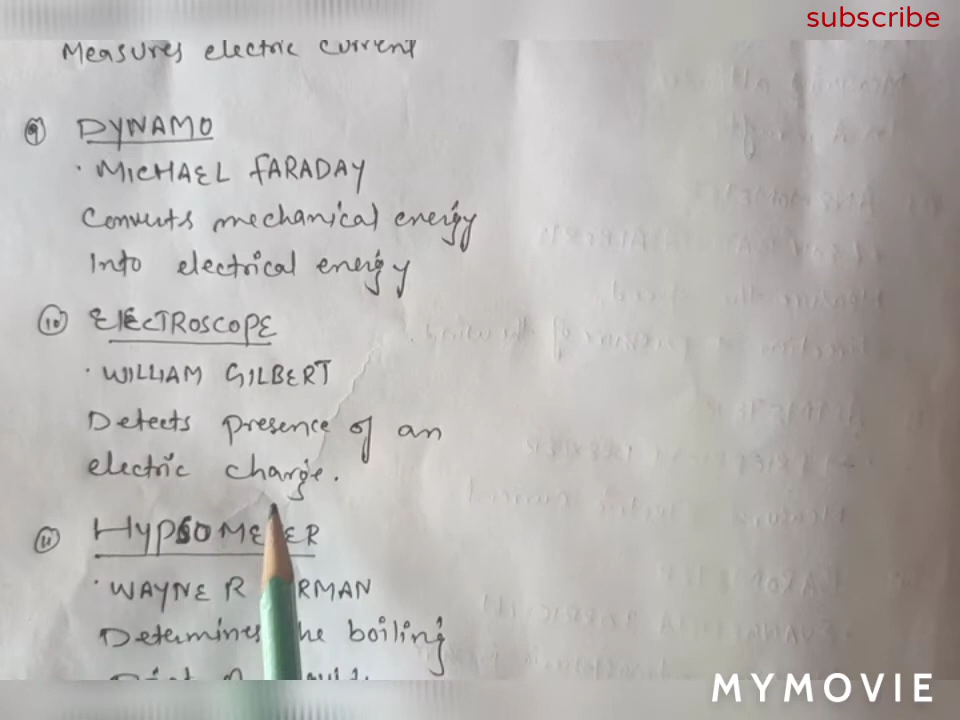 subscribe
Measures electric current
9 DYNAMO
· MICHAEL FARADAY
Converts mechanical energy
Into electrical energy
10 ELECTROSCOPE
· WILLIAM GILBERT
Detects presence of an
electric charge.
11 HYPSOMETER
· WAYNE R
Determines the boiling
MYMOVIE